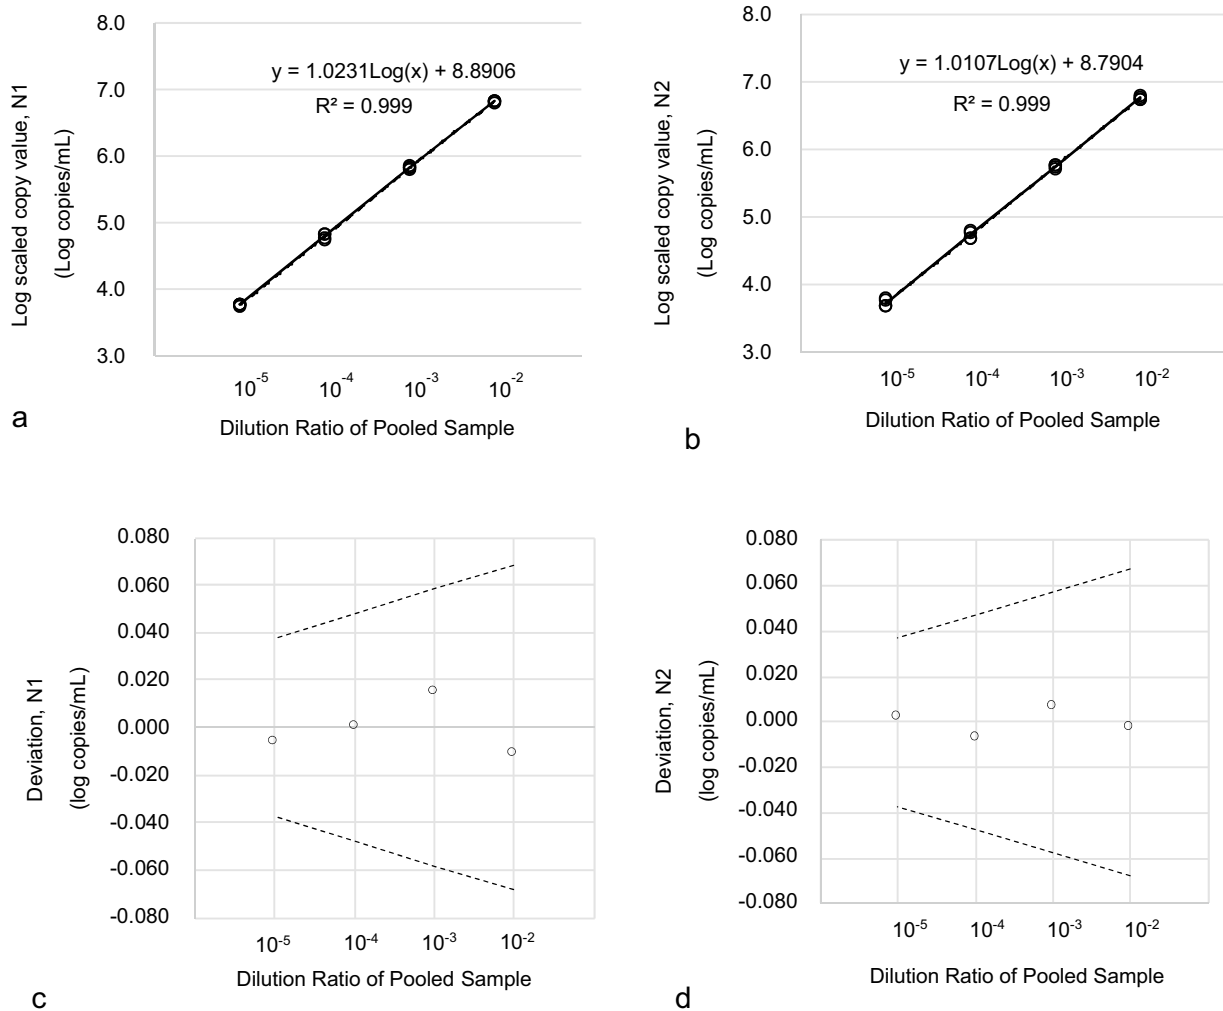 8.0
7.0
6.0
5.0
4.0
3.0
y = 1.0231Log(x) + 8.8906
R² = 0.999
Log scaled copy value, N1
(Log copies/mL)
10⁻⁵ 10⁻⁴ 10⁻³ 10⁻²
Dilution Ratio of Pooled Sample
a
8.0
7.0
6.0
5.0
4.0
3.0
y = 1.0107Log(x) + 8.7904
R² = 0.999
Log scaled copy value, N2
(Log copies/mL)
10⁻⁵ 10⁻⁴ 10⁻³ 10⁻²
Dilution Ratio of Pooled Sample
b
0.080
0.060
0.040
0.020
0.000
-0.020
-0.040
-0.060
-0.080
Deviation, N1
(log copies/mL)
10⁻⁵ 10⁻⁴ 10⁻³ 10⁻²
Dilution Ratio of Pooled Sample
c
0.080
0.060
0.040
0.020
0.000
-0.020
-0.040
-0.060
-0.080
Deviation, N2
(log copies/mL)
10⁻⁵ 10⁻⁴ 10⁻³ 10⁻²
Dilution Ratio of Pooled Sample
d